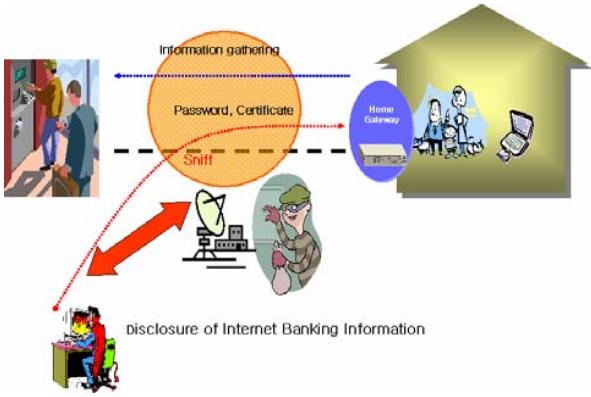 Information gathering
Password, Certificate
Home
Gateway
Sniff
Disclosure of Internet Banking Information